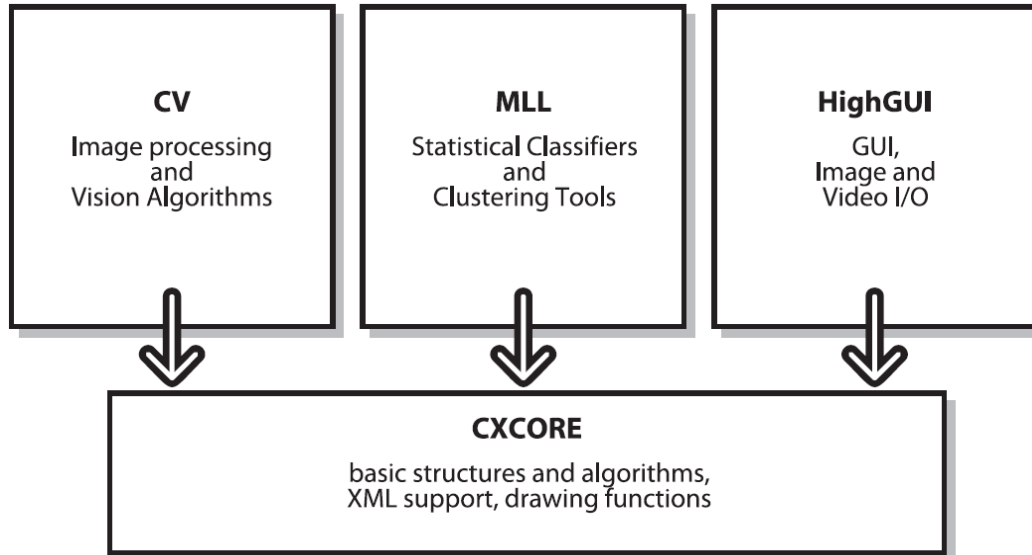 CV
Image processing
and
Vision Algorithms
MLL
Statistical Classifiers
and
Clustering Tools
HighGUI
GUI,
Image and
Video I/O
CXCORE
basic structures and algorithms,
XML support, drawing functions